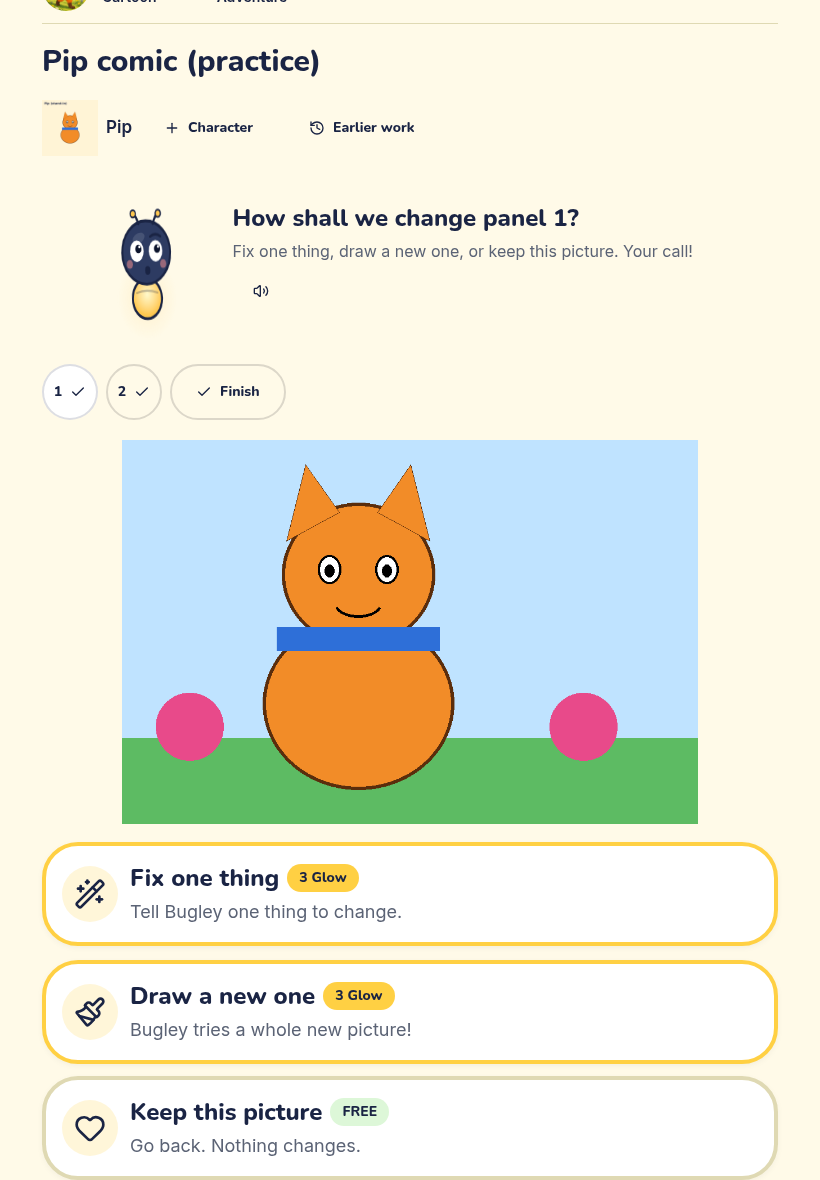 Cartoon Adventure
Pip comic (practice)
Pip
Character
Earlier work
How shall we change panel 1?
Fix one thing, draw a new one, or keep this picture. Your call!
1
2
Finish
Fix one thing 3 Glow
Tell Bugley one thing to change.
Draw a new one 3 Glow
Bugley tries a whole new picture!
Keep this picture FREE
Go back. Nothing changes.